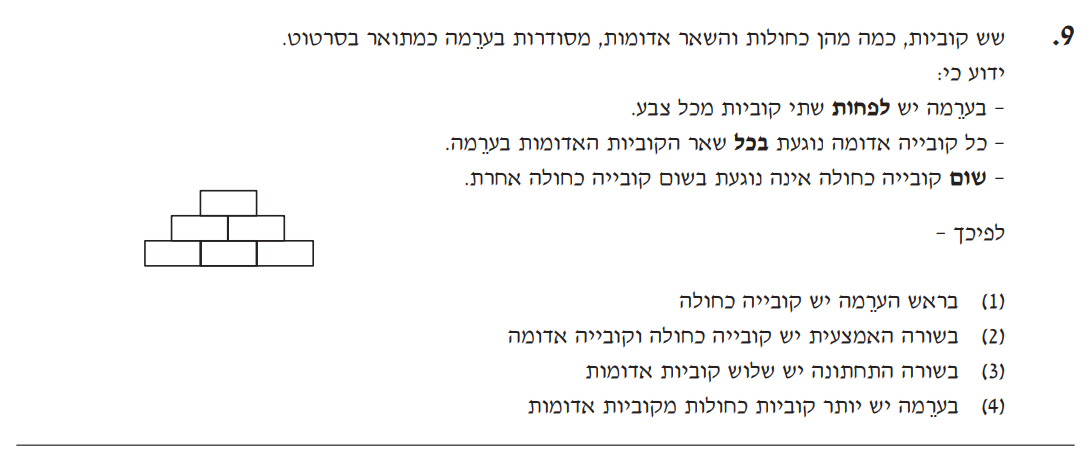 9. שש קוביות, כמה מהן כחולות והשאר אדומות, מסודרות בערֵמה כמתואר בסרטוט.
ידוע כי:
– בערֵמה יש לפחות שתי קוביות מכל צבע.
– כל קובייה אדומה נוגעת בכל שאר הקוביות האדומות בערֵמה.
– שום קובייה כחולה אינה נוגעת בשום קובייה כחולה אחרת.
לפיכך –
(1) בראש הערֵמה יש קובייה כחולה
(2) בשורה האמצעית יש קובייה כחולה וקובייה אדומה
(3) בשורה התחתונה יש שלוש קוביות אדומות
(4) בערֵמה יש יותר קוביות כחולות מקוביות אדומות